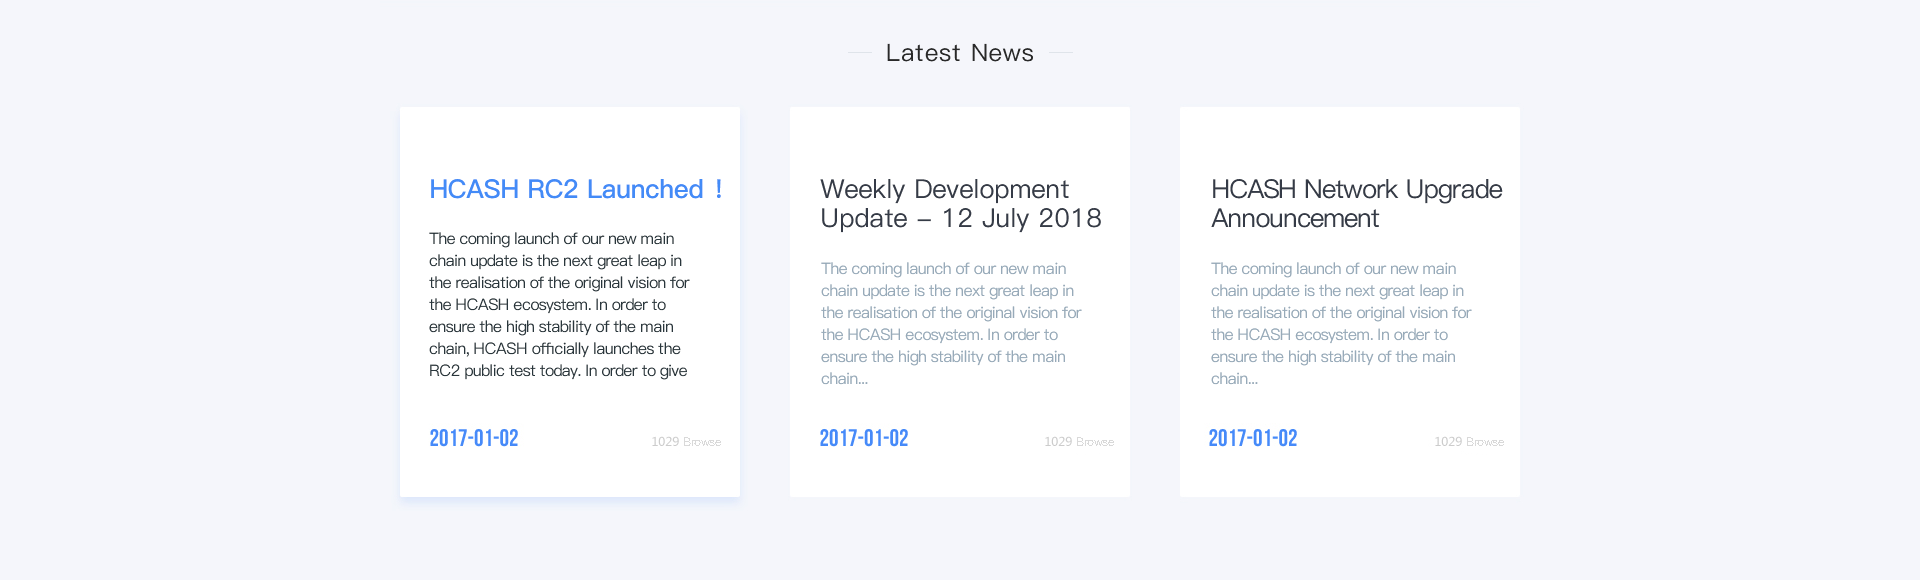 Latest News
HCASH RC2 Launched !
The coming launch of our new main
chain update is the next great leap in
the realisation of the original vision for
the HCASH ecosystem. In order to
ensure the high stability of the main
chain, HCASH officially launches the
RC2 public test today. In order to give
2017-01-02
1029 Browse
Weekly Development
Update – 12 July 2018
The coming launch of our new main
chain update is the next great leap in
the realisation of the original vision for
the HCASH ecosystem. In order to
ensure the high stability of the main
chain...
2017-01-02
1029 Browse
HCASH Network Upgrade
Announcement
The coming launch of our new main
chain update is the next great leap in
the realisation of the original vision for
the HCASH ecosystem. In order to
ensure the high stability of the main
chain...
2017-01-02
1029 Browse